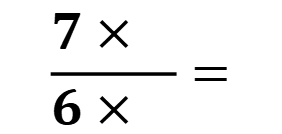 7 ×
6 × =